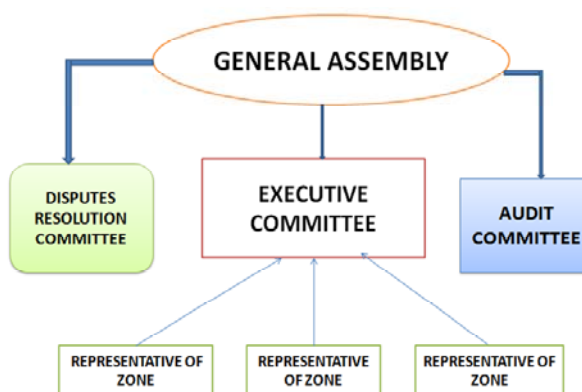 GENERAL ASSEMBLY
DISPUTES
RESOLUTION
COMMITTEE
EXECUTIVE
COMMITTEE
AUDIT
COMMITTEE
REPRESENTATIVE OF
ZONE
REPRESENTATIVE
OF ZONE
REPRESENTATIVE OF
ZONE